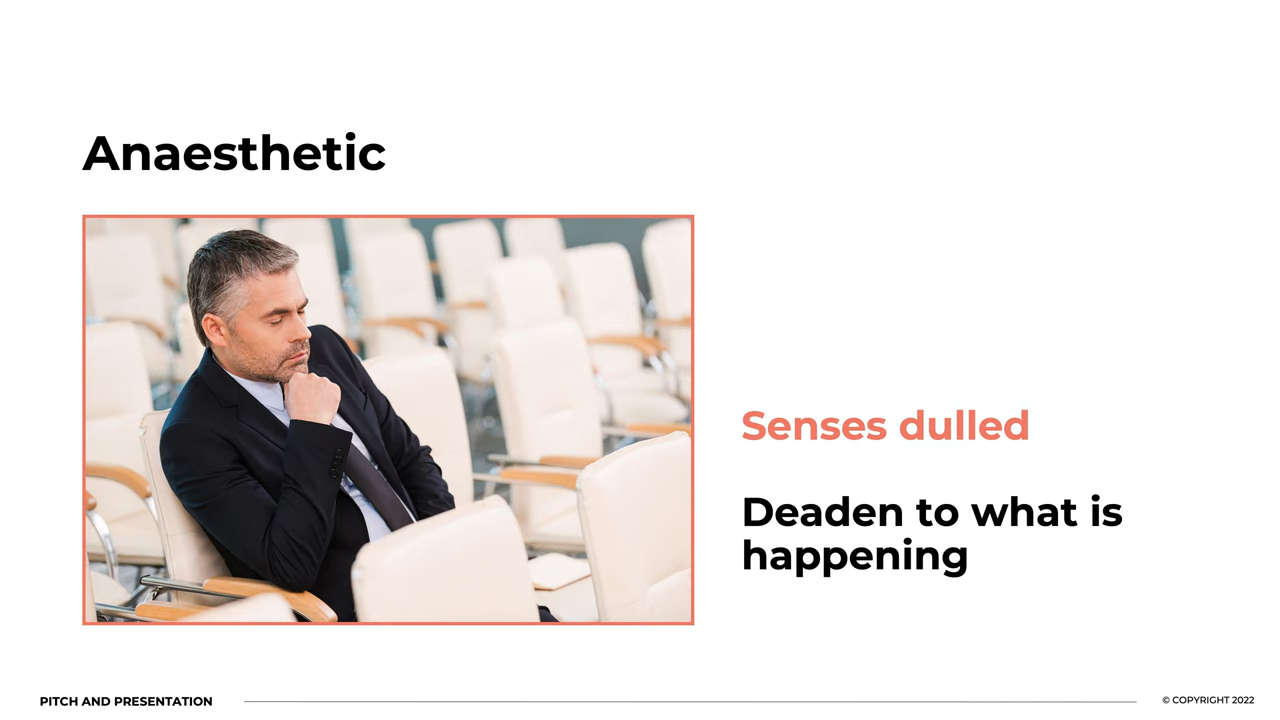 Anaesthetic
Senses dulled
Deaden to what is
happening
PITCH AND PRESENTATION
© COPYRIGHT 2022